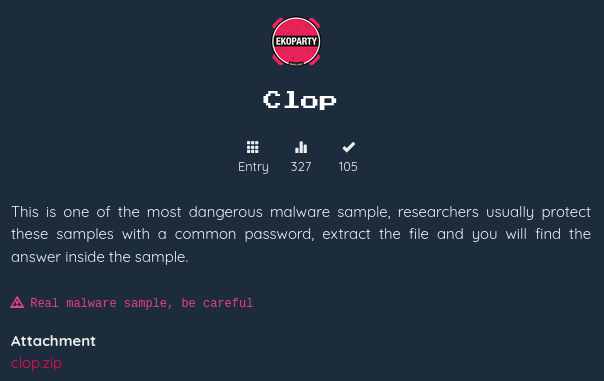 EKOPARTY
Clop
Entry 327 105
This is one of the most dangerous malware sample, researchers usually protect
these samples with a common password, extract the file and you will find the
answer inside the sample.
Real malware sample, be careful
Attachment
clop.zip